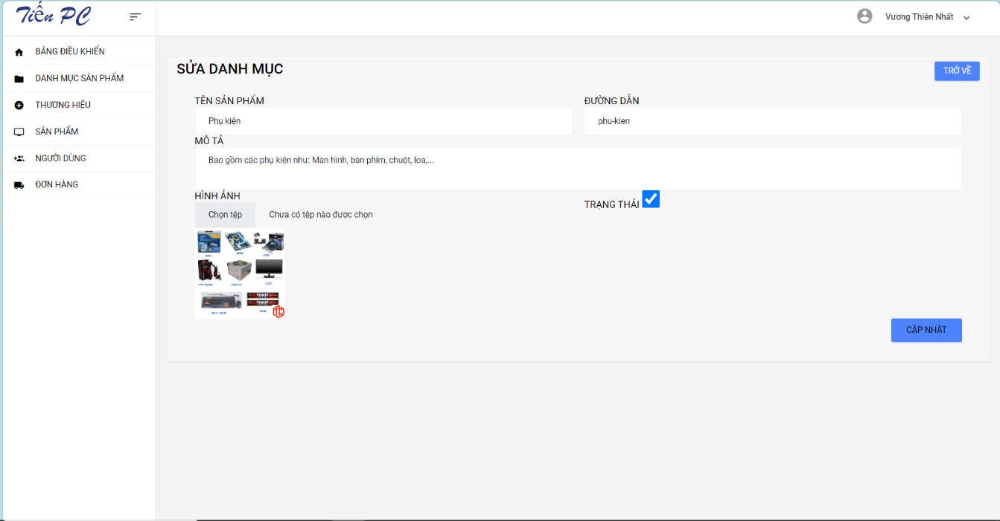 Tiến PC
Vương Thiên Nhất
BẢNG ĐIỀU KHIỂN
DANH MỤC SẢN PHẨM
THƯƠNG HIỆU
SẢN PHẨM
NGƯỜI DÙNG
ĐƠN HÀNG
SỬA DANH MỤC
TRỞ VỀ
TÊN SẢN PHẨM
ĐƯỜNG DẪN
Phụ kiện
phu-kien
MÔ TẢ
Bao gồm các phụ kiện như: Màn hình, bàn phím, chuột, loa,...
HÌNH ẢNH
TRẠNG THÁI
Chọn tệp
Chưa có tệp nào được chọn
CẬP NHẬT